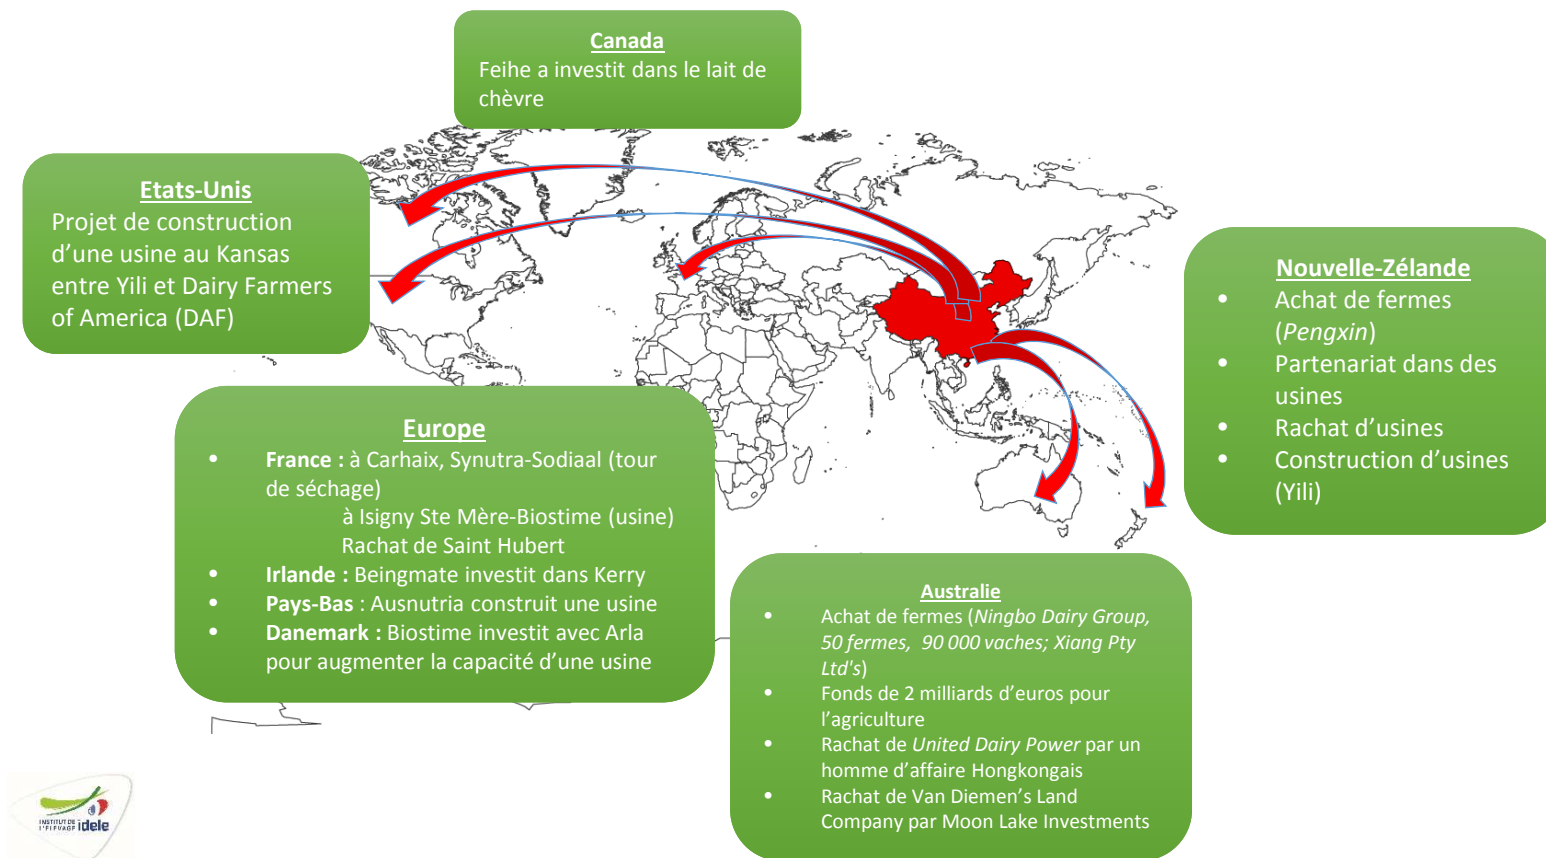 Canada
Feihe a investit dans le lait de
chèvre
Etats-Unis
Projet de construction
d’une usine au Kansas
entre Yili et Dairy Farmers
of America (DAF)
Nouvelle-Zélande
• Achat de fermes
(Pengxin)
• Partenariat dans des
usines
• Rachat d’usines
• Construction d’usines
(Yili)
Europe
• France : à Carhaix, Synutra-Sodiaal (tour
de séchage)
à Isigny Ste Mère-Biostime (usine)
Rachat de Saint Hubert
• Irlande : Beingmate investit dans Kerry
• Pays-Bas : Ausnutria construit une usine
• Danemark : Biostime investit avec Arla
pour augmenter la capacité d’une usine
Australie
• Achat de fermes (Ningbo Dairy Group,
50 fermes, 90 000 vaches; Xiang Pty
Ltd's)
• Fonds de 2 milliards d’euros pour
l’agriculture
• Rachat de United Dairy Power par un
homme d’affaire Hongkongais
• Rachat de Van Diemen’s Land
Company par Moon Lake Investments
INSTITUT DE
L'ELEVAGE idele